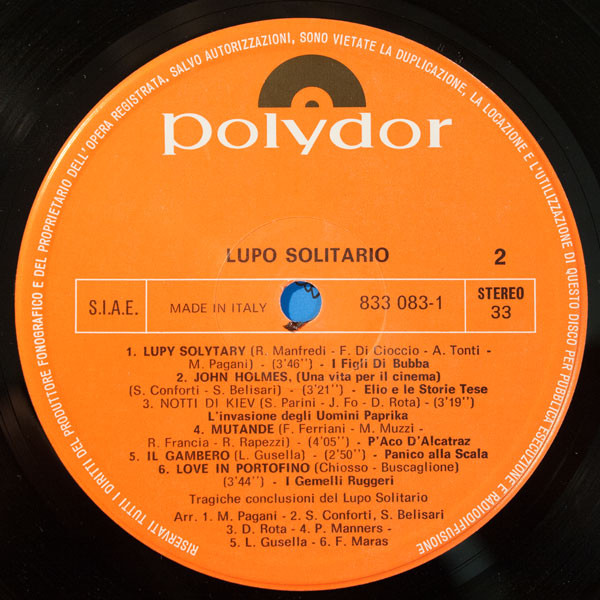 RISERVATI TUTTI I DIRITTI DEL PRODUTTORE FONOGRAFICO E DEL PROPRIETARIO DELL'OPERA REGISTRATA, SALVO AUTORIZZAZIONI, SONO VIETATE LA DUPLICAZIONE, LA LOCAZIONE E L'UTILIZZAZIONE DI QUESTO DISCO PER PUBBLICA ESECUZIONE E RADIODIFFUSIONE
polydor
LUPO SOLITARIO 2
S.I.A.E. MADE IN ITALY 833 083-1 STEREO 33
1. LUPY SOLYTARY (R. Manfredi - F. Di Cioccio - A. Tonti -
M. Pagani) - (3'46'') - I Figli Di Bubba
2. JOHN HOLMES, (Una vita per il cinema)
(S. Conforti - S. Belisari) - (3'21'') - Elio e le Storie Tese
3. NOTTI DI KIEV (S. Parini - J. Fo - D. Rota) - (3'19'')
L'invasione degli Uomini Paprika
4. MUTANDE (F. Ferriani - M. Muzzi -
R. Francia - R. Rapezzi) - (4'05'') - P'Aco D'Alcatraz
5. IL GAMBERO (L. Gusella) - (2'50'') - Panico alla Scala
6. LOVE IN PORTOFINO (Chiosso - Buscaglione)
(3'44'') - I Gemelli Ruggeri
Tragiche conclusioni del Lupo Solitario
Arr. 1. M. Pagani - 2. S. Conforti, S. Belisari
3. D. Rota - 4. P. Manners -
5. L. Gusella - 6. F. Maras